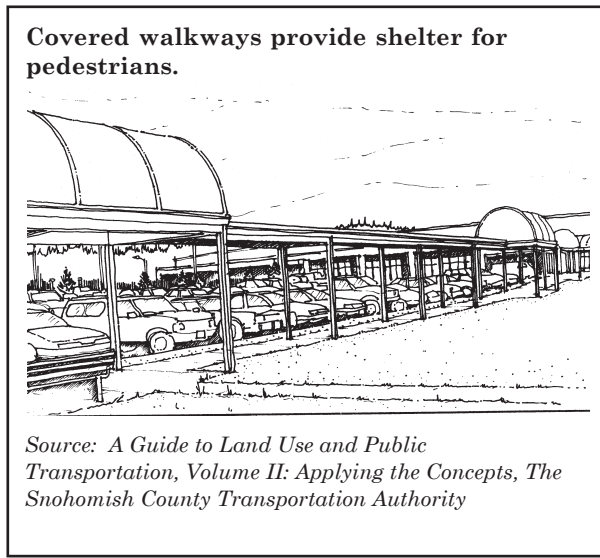 Covered walkways provide shelter for
pedestrians.
Source:  A Guide to Land Use and Public
Transportation, Volume II: Applying the Concepts, The
Snohomish County Transportation Authority